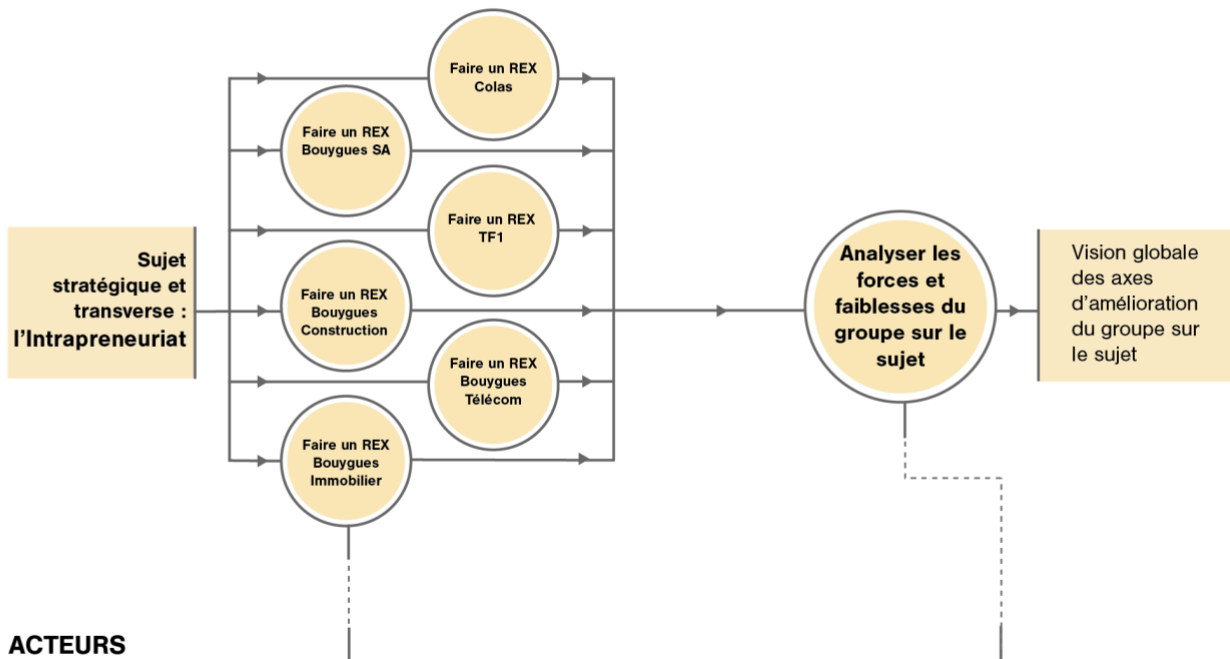 Faire un REX
Colas
Faire un REX
Bouygues SA
Faire un REX
TF1
Sujet
stratégique et
transverse :
l’Intrapreneuriat
Faire un REX
Bouygues
Construction
Faire un REX
Bouygues
Télécom
Faire un REX
Bouygues
Immobilier
Analyser les
forces et
faiblesses du
groupe sur le
sujet
Vision globale
des axes
d’amélioration
du groupe sur
le sujet
ACTEURS